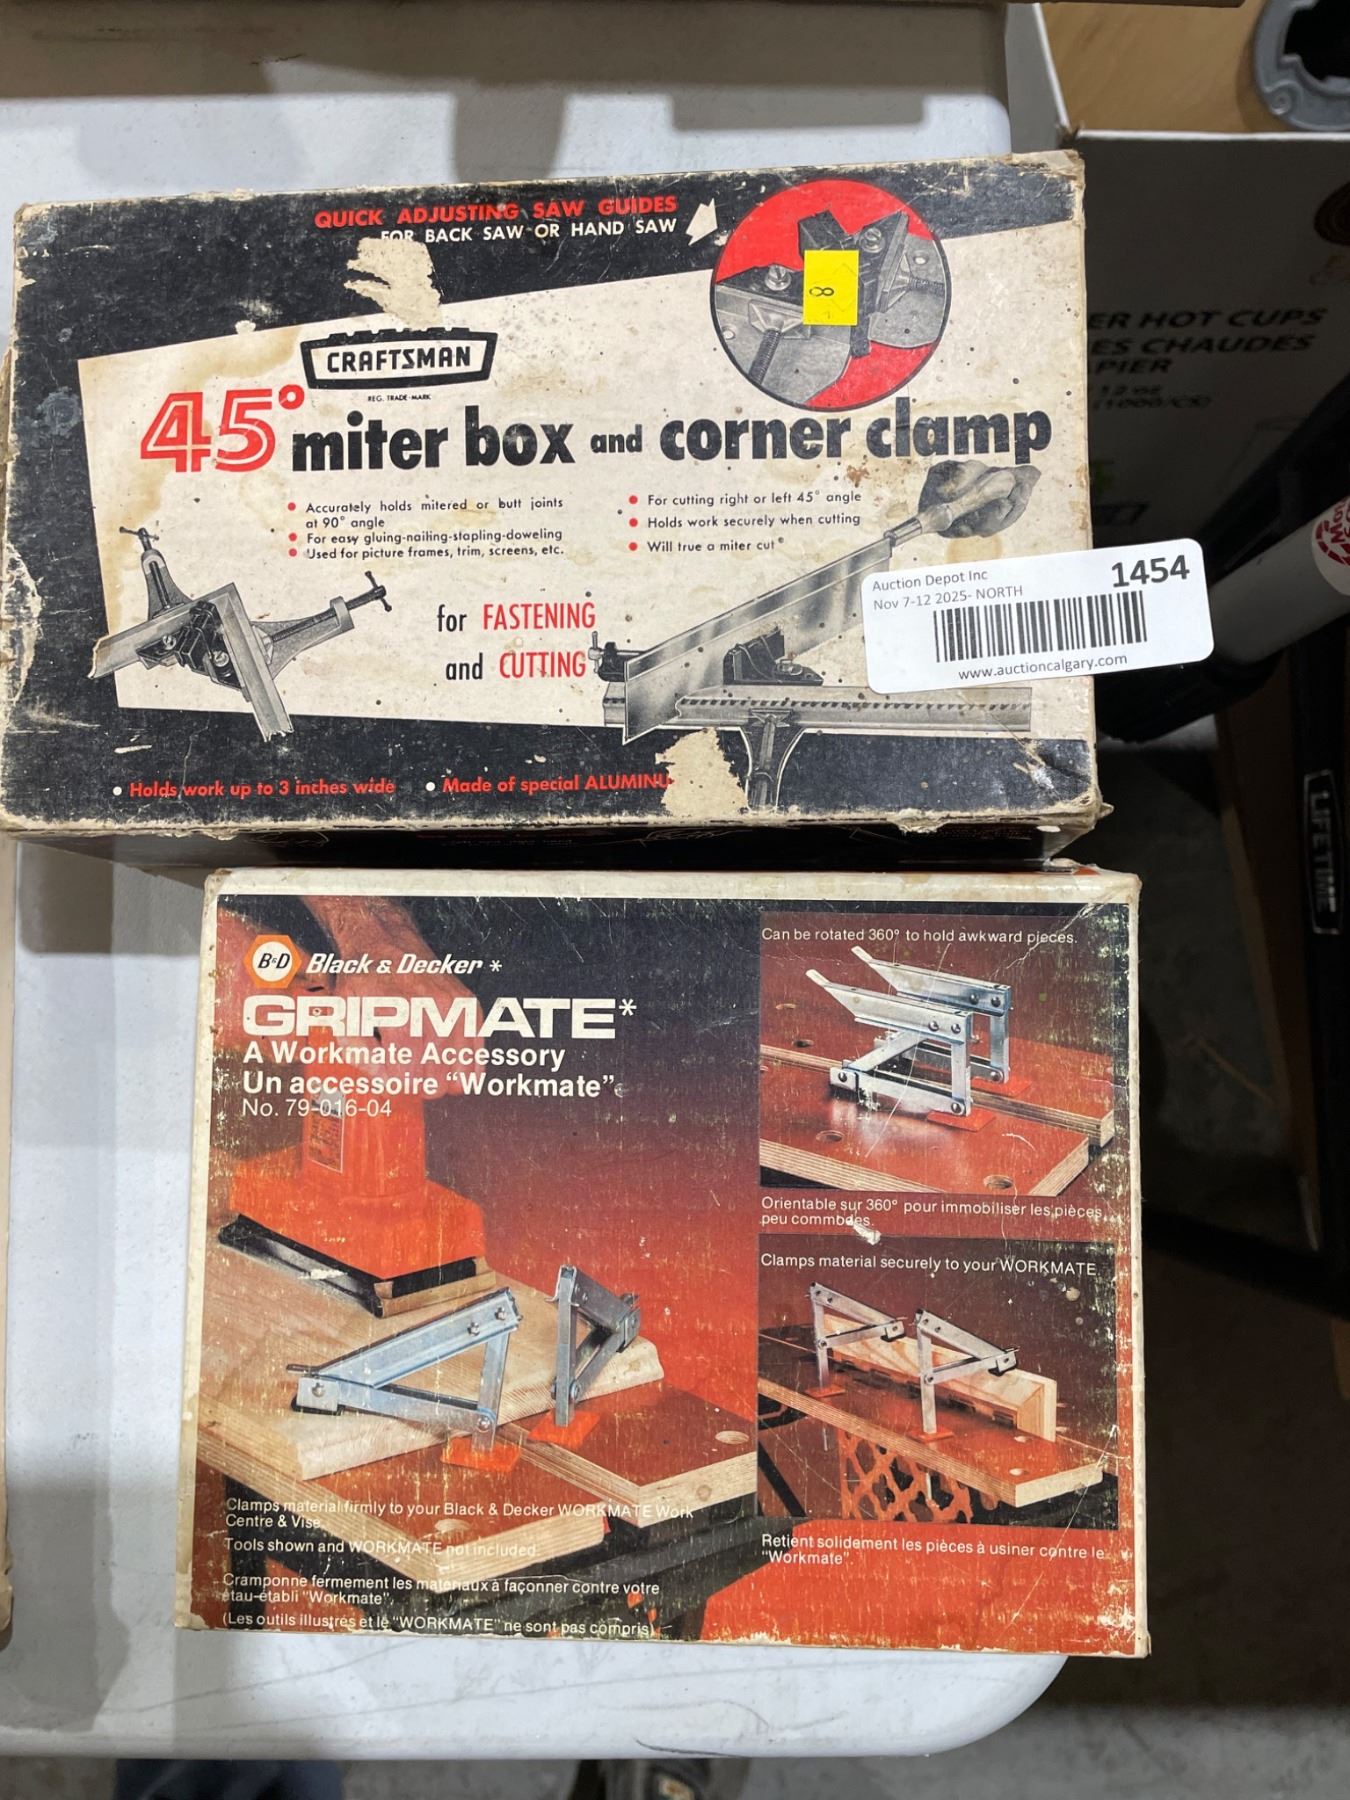 QUICK ADJUSTING SAW GUIDES
FOR BACK SAW OR HAND SAW
8
CRAFTSMAN
REG. TRADE-MARK
45° miter box and corner clamp
• Accurately holds mitered or butt joints
at 90° angle
• For easy gluing-nailing-stapling-doweling
• Used for picture frames, trim, screens, etc.
• For cutting right or left 45° angle
• Holds work securely when cutting
• Will true a miter cut
for FASTENING
and CUTTING
Auction Depot Inc
1454
Nov 7-12 2025- NORTH
www.auctioncalgary.com
• Holds work up to 3 inches wide
• Made of special ALUMINU
B&D Black & Decker *
GRIPMATE*
A Workmate Accessory
Un accessoire "Workmate"
No. 79-016-04
Can be rotated 360° to hold awkward pieces.
Orientable sur 360° pour immobiliser les pièces
peu commodes.
Clamps material securely to your WORKMATE
Retient solidement les pièces à usiner contre le
"Workmate".
Clamps material firmly to your Black & Decker WORKMATE Work
Centre & Vise
Tools shown and WORKMATE not included
Cramponne fermement les matériaux à façonner contre votre
étau-établi "Workmate".
(Les outils illustrés et le "WORKMATE" ne sont pas compris)
ER HOT CUPS
ES CHAUDES
PIER
12 oz
(1000/CS)
LIFETIME